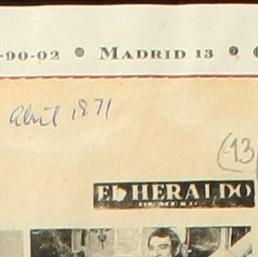 -90-02 • MADRID 13 •
Abril 1971
(13
EL HERALDO